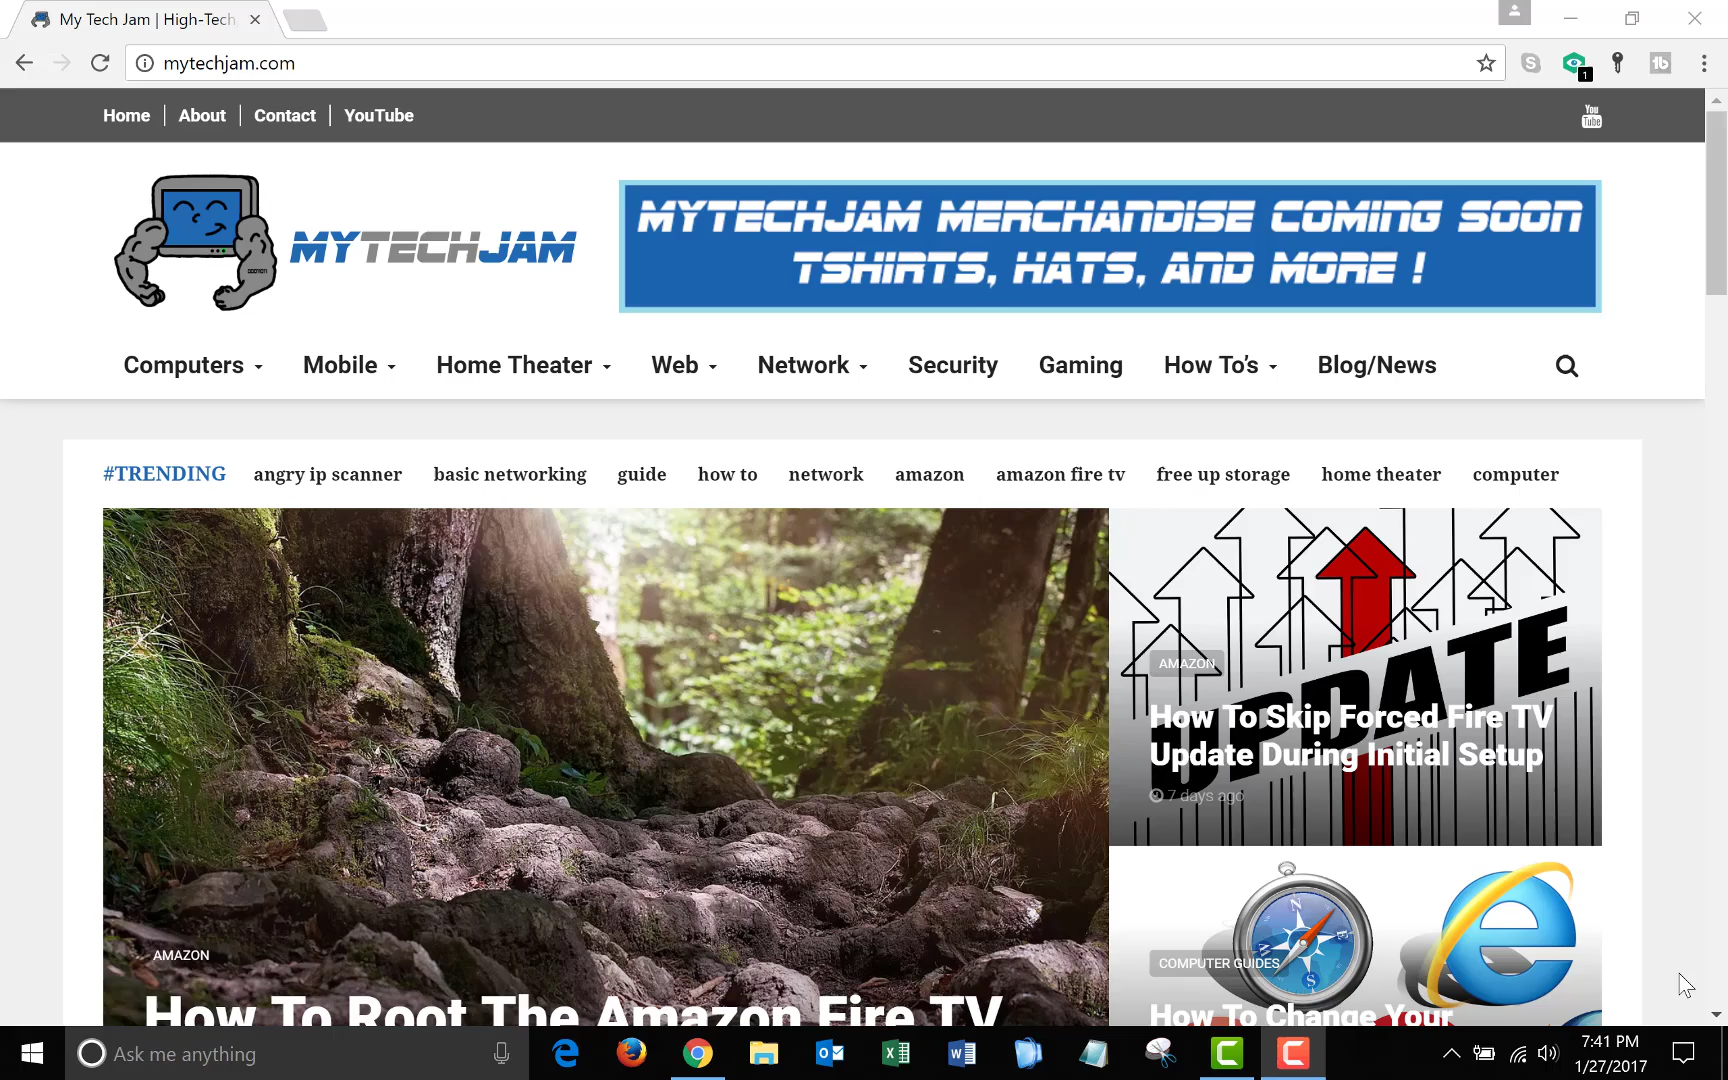 My Tech Jam | High-Tech
mytechjam.com
1
Home About Contact YouTube
You
Tube
MYTECHJAM
MYTECHJAM MERCHANDISE COMING SOON
TSHIRTS, HATS, AND MORE !
Computers Mobile Home Theater Web Network Security Gaming How To's Blog/News
#TRENDING angry ip scanner basic networking guide how to network amazon amazon fire tv free up storage home theater computer
UPDATE
AMAZON
How To Skip Forced Fire TV
Update During Initial Setup
7 days ago
N
E
S
W
COMPUTER GUIDES
How To Change Your
AMAZON
How To Root The Amazon Fire TV
Ask me anything
7:41 PM
1/27/2017